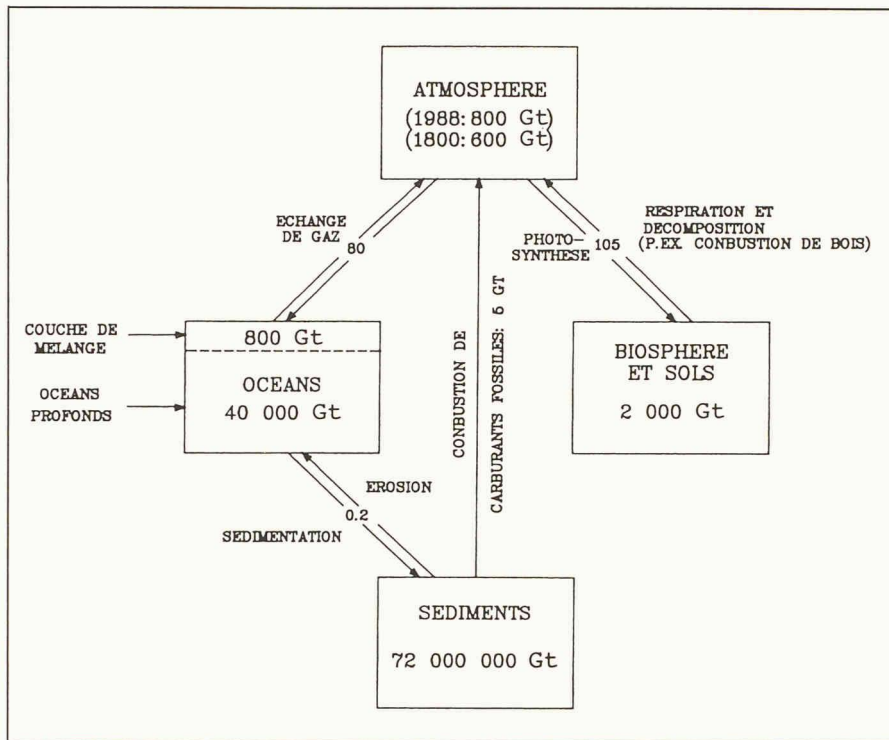 ATMOSPHERE
(1988: 800 Gt)
(1800: 600 Gt)
ECHANGE
DE GAZ
80
PHOTO-
SYNTHESE
105
RESPIRATION ET
DECOMPOSITION
(P.EX. CONBUSTION DE BOIS)
CONBUSTION DE
CARBURANTS FOSSILES: 5 GT
COUCHE DE
MELANGE
800 Gt
OCEANS
PROFONDS
OCEANS
40 000 Gt
BIOSPHERE
ET SOLS
2 000 Gt
EROSION
0.2
SEDIMENTATION
SEDIMENTS
72 000 000 Gt